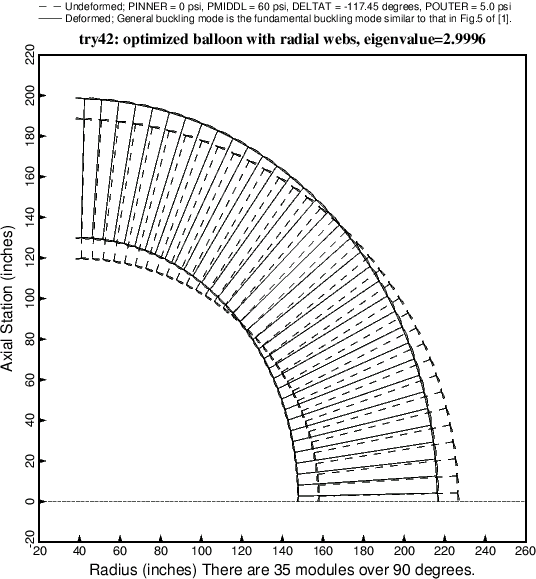 Undeformed; PINNER = 0 psi, PMIDDL = 60 psi, DELTAT = -117.45 degrees, POUTER = 5.0 psi
Deformed; General buckling mode is the fundamental buckling mode similar to that in Fig.5 of [1].
try42: optimized balloon with radial webs, eigenvalue=2.9996
220
200
180
160
140
120
100
80
60
40
20
0
-20
Axial Station (inches)
20 40 60 80 100 120 140 160 180 200 220 240 260
Radius (inches) There are 35 modules over 90 degrees.